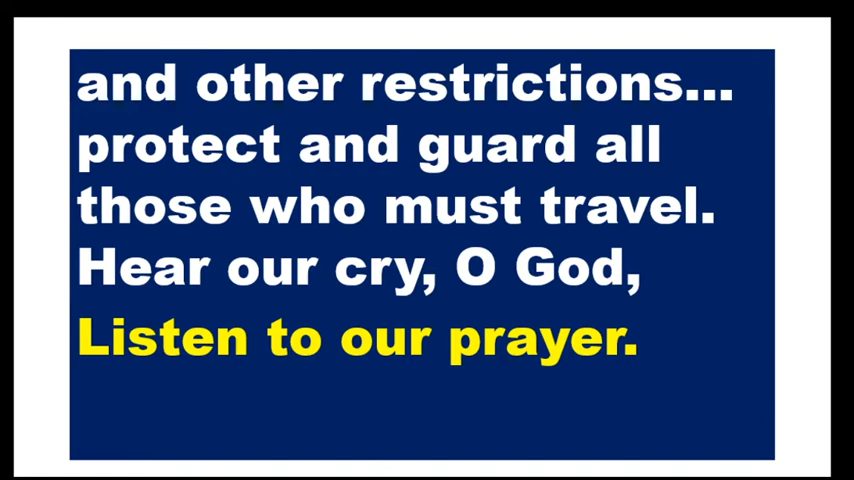 and other restrictions...
protect and guard all
those who must travel.
Hear our cry, O God,
Listen to our prayer.